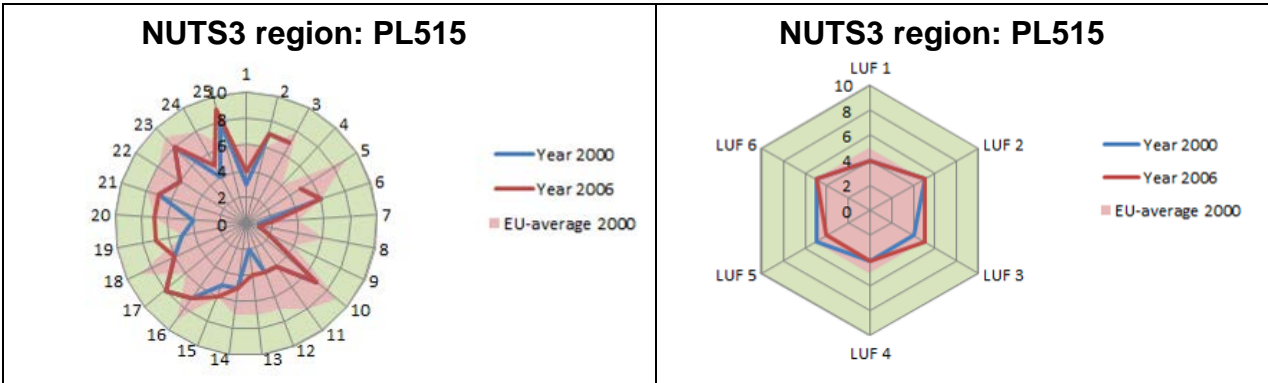 NUTS3 region: PL515
1
2
3
4
5
6
7
8
9
10
11
12
13
14
15
16
17
18
19
20
21
22
23
24
25
10
8
6
4
2
0
Year 2000
Year 2006
EU-average 2000
NUTS3 region: PL515
LUF 1
LUF 2
LUF 3
LUF 4
LUF 5
LUF 6
10
8
6
4
2
0
Year 2000
Year 2006
EU-average 2000